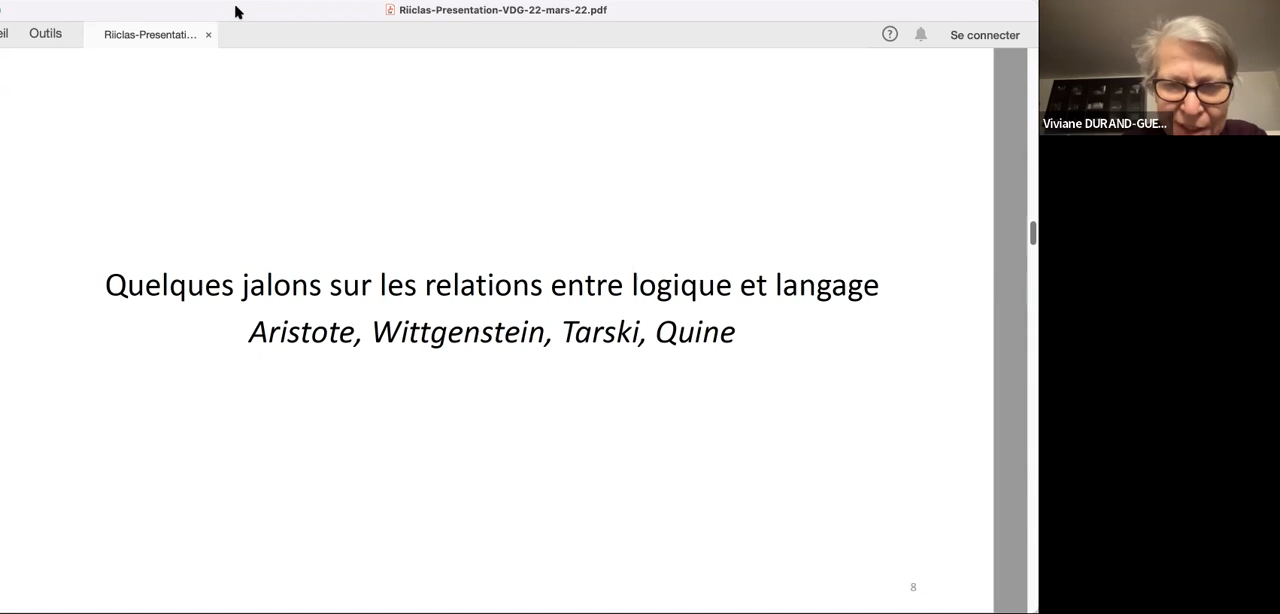 Riiclas-Presentation-VDG-22-mars-22.pdf
eil Outils Riiclas-Presentati... × ? Se connecter
Quelques jalons sur les relations entre logique et langage
Aristote, Wittgenstein, Tarski, Quine
8
Viviane DURAND-GUE...